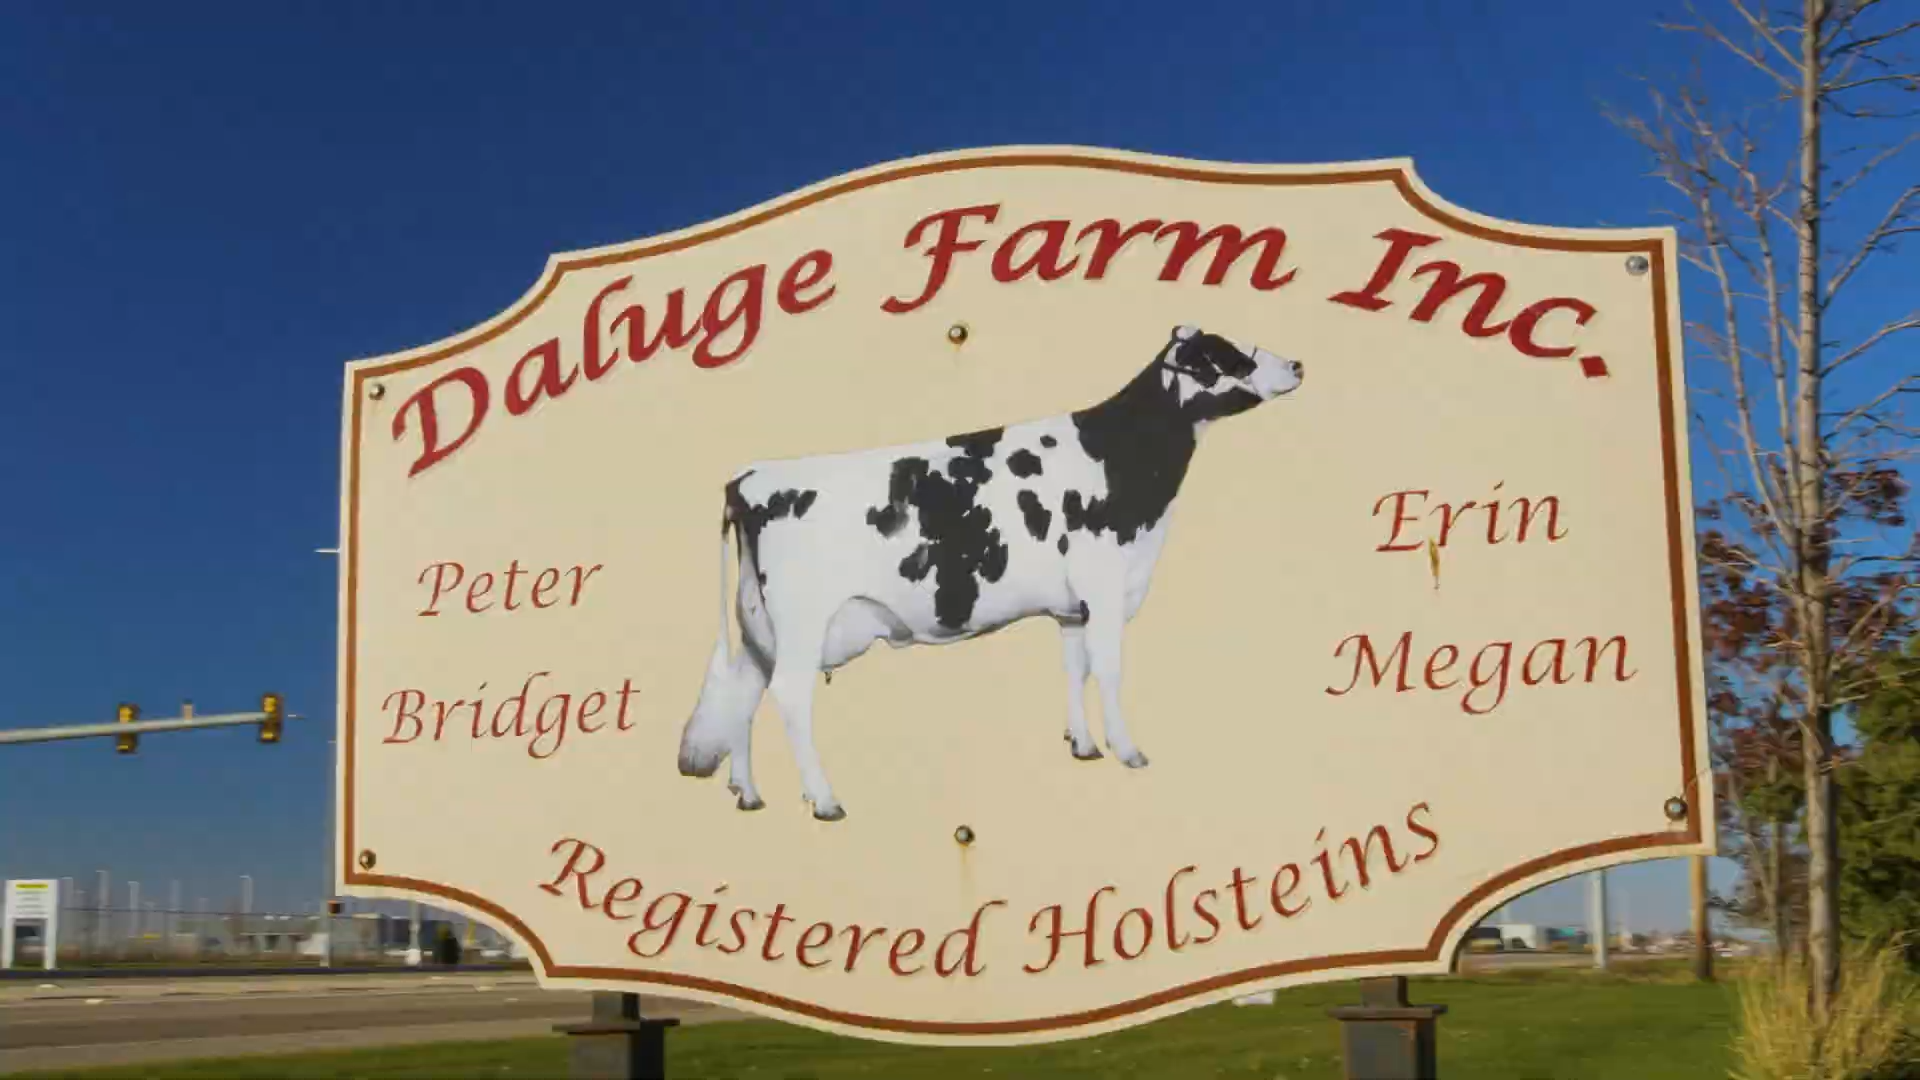 Daluge Farm Inc.
Peter
Bridget
Erin
Megan
Registered Holsteins